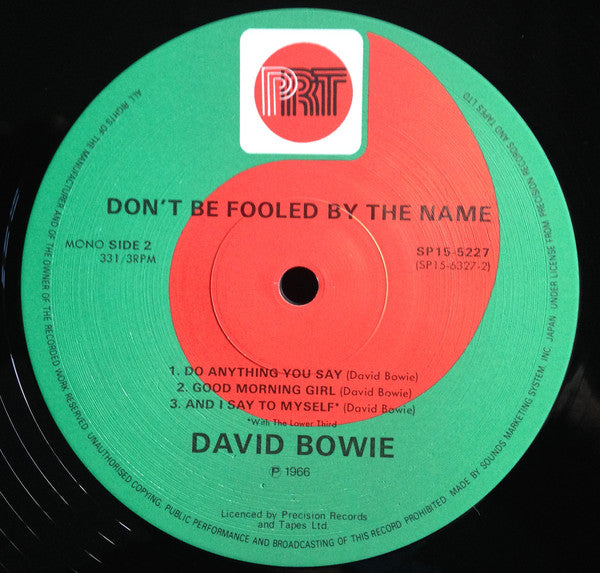 PRT
DON'T BE FOOLED BY THE NAME
MONO SIDE 2
331/3RPM
SP15-5227
(SP15-6327-2)
1. DO ANYTHING YOU SAY (David Bowie)
2. GOOD MORNING GIRL (David Bowie)
3. AND I SAY TO MYSELF* (David Bowie)
*With The Lower Third
DAVID BOWIE
℗ 1966
Licenced by Precision Records
and Tapes Ltd.
ALL RIGHTS OF THE MANUFACTURER AND OF THE OWNER OF THE RECORDED WORK RESERVED. UNAUTHORISED COPYING, PUBLIC PERFORMANCE AND BROADCASTING OF THIS RECORD PROHIBITED. MADE BY SOUNDS MARKETING SYSTEM, INC. JAPAN UNDER LICENSE FROM PRECISION RECORDS AND TAPES LTD